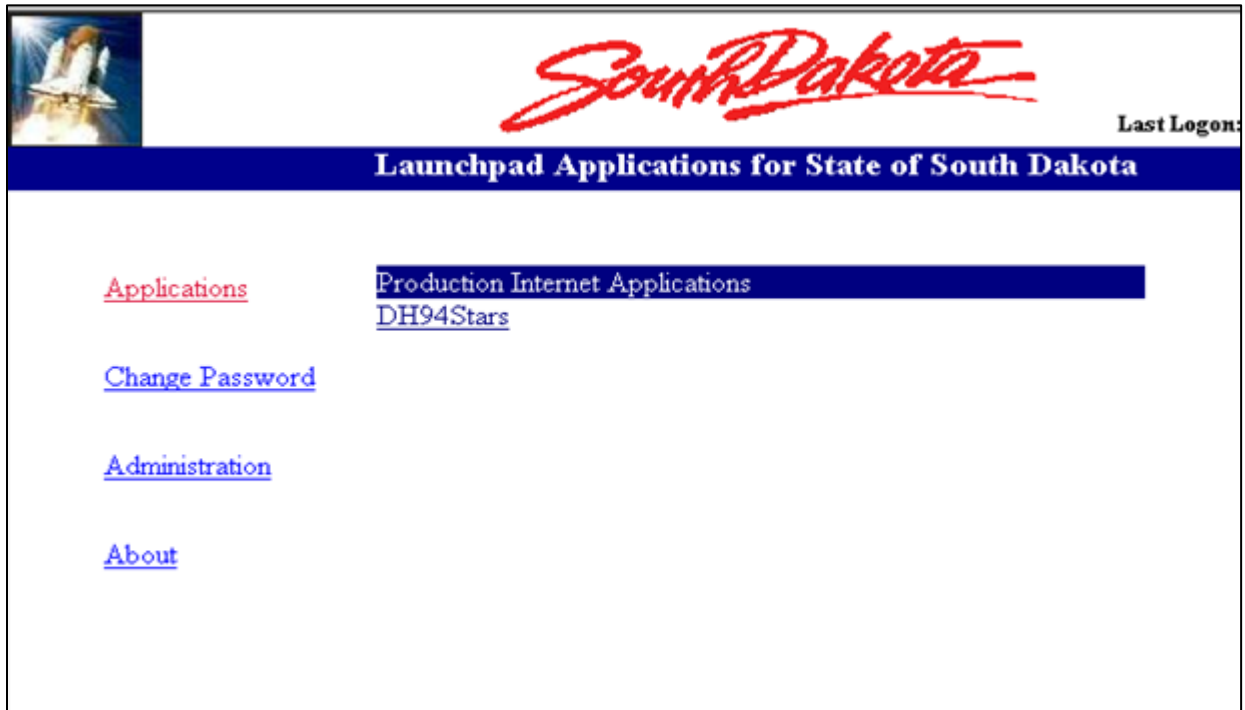 South Dakota
Last Logon:
Launchpad Applications for State of South Dakota
Applications
Production Internet Applications
DH94Stars
Change Password
Administration
About